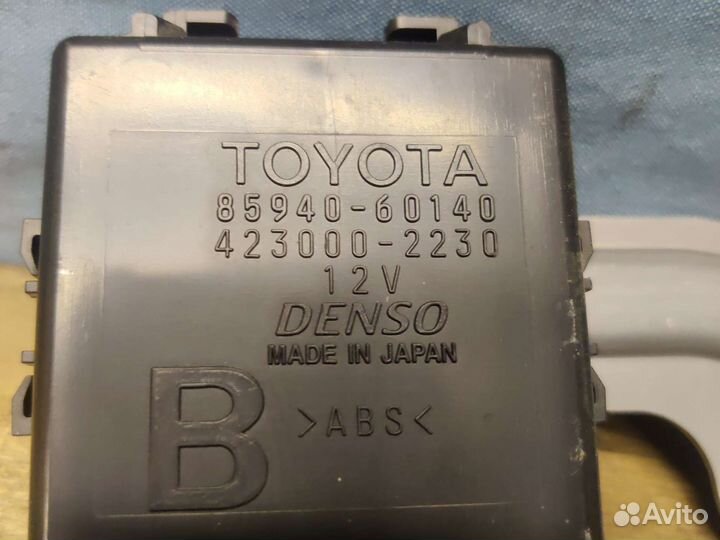 TOYOTA
85940-60140
423000-2230
12V
DENSO
MADE IN JAPAN
B
>ABS<
Avito